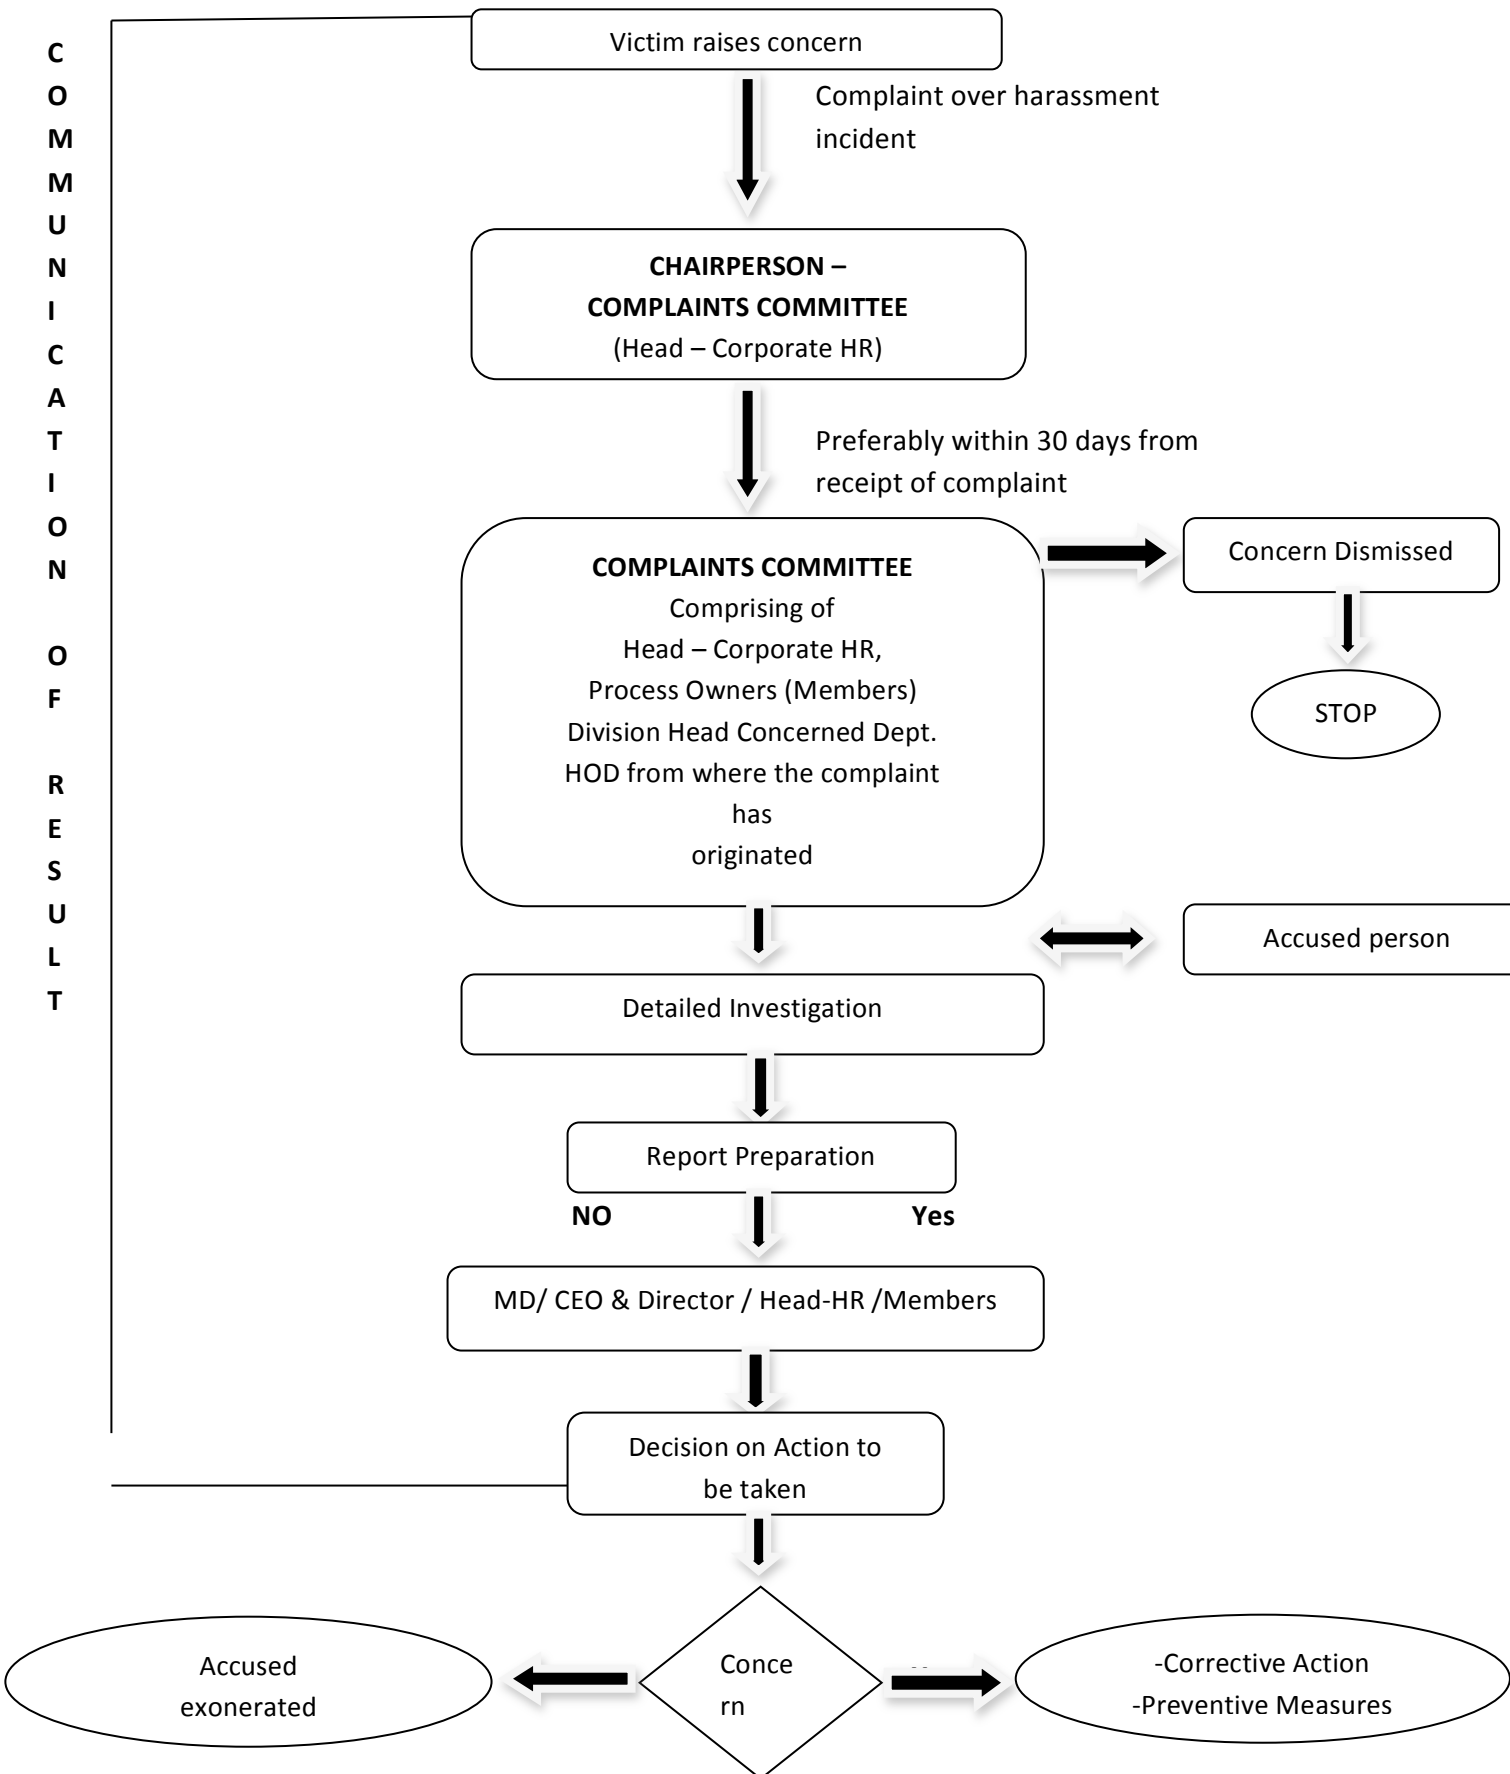 COMMUNICATION OF RESULT
Victim raises concern
Complaint over harassment
incident
CHAIRPERSON –
COMPLAINTS COMMITTEE
(Head – Corporate HR)
Preferably within 30 days from
receipt of complaint
COMPLAINTS COMMITTEE
Comprising of
Head – Corporate HR,
Process Owners (Members)
Division Head Concerned Dept.
HOD from where the complaint
has
originated
Concern Dismissed
STOP
Accused person
Detailed Investigation
Report Preparation
NO
Yes
MD/ CEO & Director / Head-HR /Members
Decision on Action to
be taken
Conce
rn
Accused
exonerated
-Corrective Action
-Preventive Measures